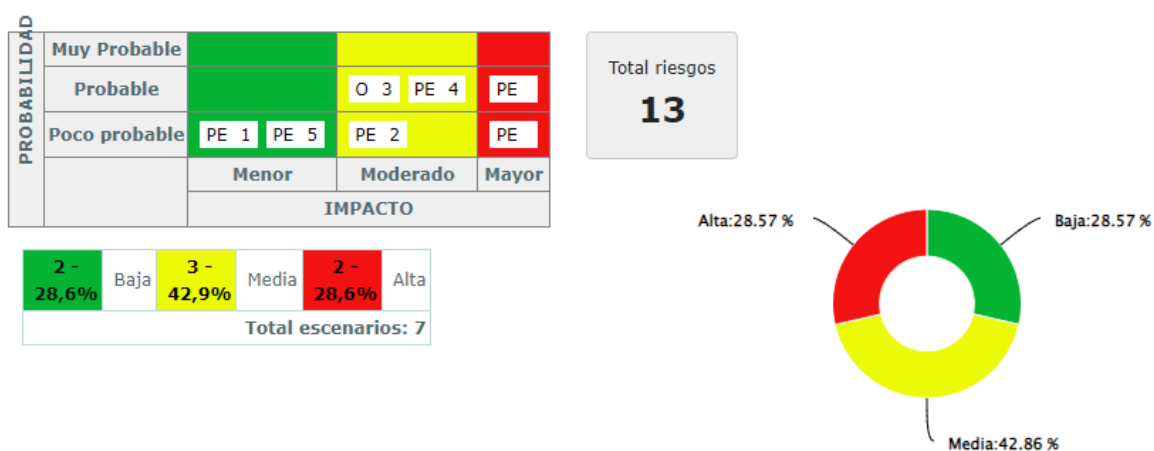 PROBABILIDAD
Muy Probable
Probable
O 3 PE 4 PE
Poco probable
PE 1 PE 5 PE 2 PE
Menor Moderado Mayor
IMPACTO
Total riesgos
13
2 - 28,6% Baja 3 - 42,9% Media 2 - 28,6% Alta
Total escenarios: 7
Alta:28.57 %
Baja:28.57 %
Media:42.86 %